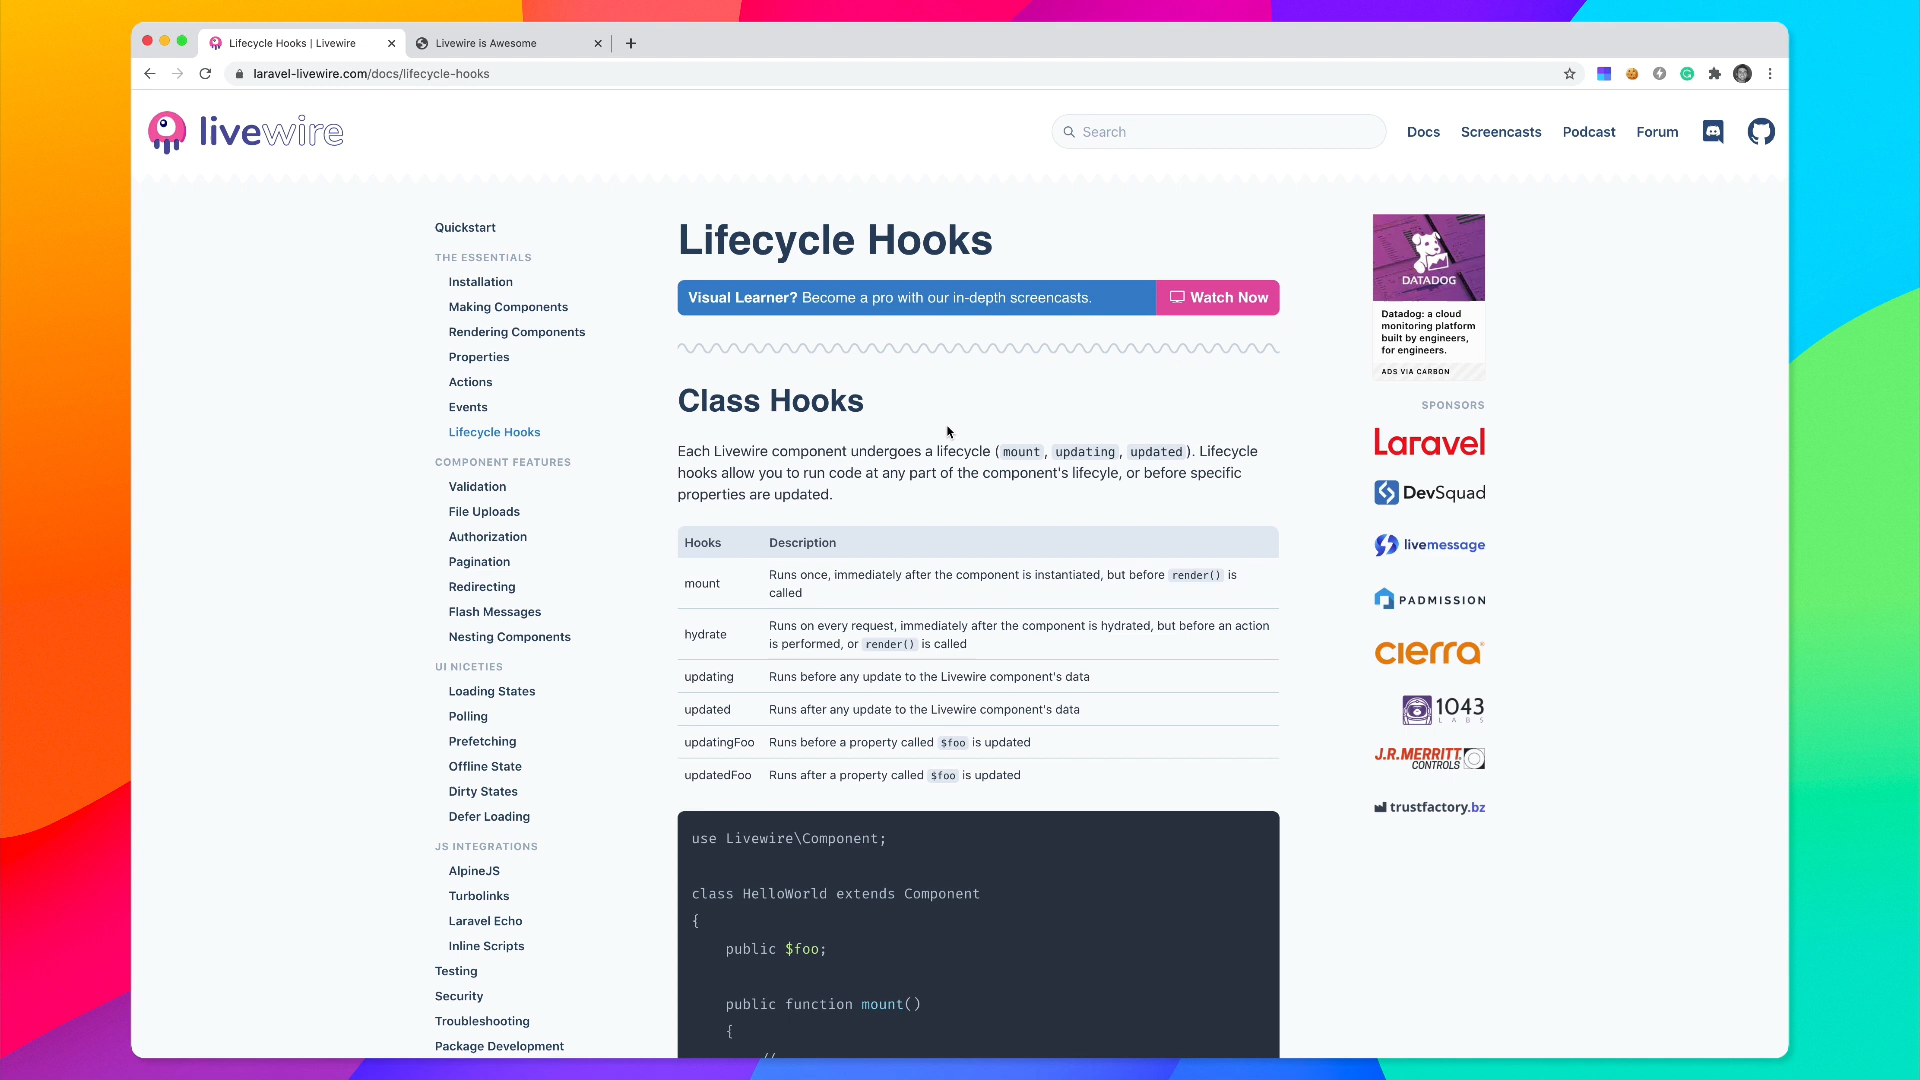 Lifecycle Hooks | Livewire
Livewire is Awesome
laravel-livewire.com/docs/lifecycle-hooks
livewire
Search
Docs
Screencasts
Podcast
Forum
Quickstart
THE ESSENTIALS
Installation
Making Components
Rendering Components
Properties
Actions
Events
Lifecycle Hooks
COMPONENT FEATURES
Validation
File Uploads
Authorization
Pagination
Redirecting
Flash Messages
Nesting Components
UI NICETIES
Loading States
Polling
Prefetching
Offline State
Dirty States
Defer Loading
JS INTEGRATIONS
AlpineJS
Turbolinks
Laravel Echo
Inline Scripts
Testing
Security
Troubleshooting
Package Development
Lifecycle Hooks
Visual Learner? Become a pro with our in-depth screencasts.
Watch Now
Class Hooks
Each Livewire component undergoes a lifecycle (mount, updating, updated). Lifecycle
hooks allow you to run code at any part of the component's lifecyle, or before specific
properties are updated.
Hooks Description
mount Runs once, immediately after the component is instantiated, but before render() is
called
hydrate Runs on every request, immediately after the component is hydrated, but before an action
is performed, or render() is called
updating Runs before any update to the Livewire component's data
updated Runs after any update to the Livewire component's data
updatingFoo Runs before a property called $foo is updated
updatedFoo Runs after a property called $foo is updated
use Livewire\Component;
class HelloWorld extends Component
{
public $foo;
public function mount()
{
//
DATADOG
Datadog: a cloud
monitoring platform
built by engineers,
for engineers.
ADS VIA CARBON
SPONSORS
Laravel
DevSquad
livemessage
PADMISSION
cierra
1043
LABS
J.R.MERRITT
CONTROLS
trustfactory.bz